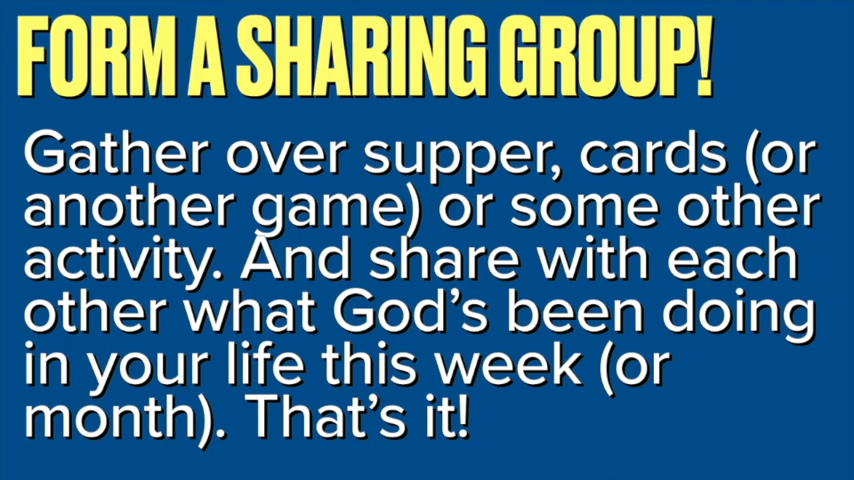 FORM A SHARING GROUP!
Gather over supper, cards (or
another game) or some other
activity. And share with each
other what God’s been doing
in your life this week (or
month). That’s it!